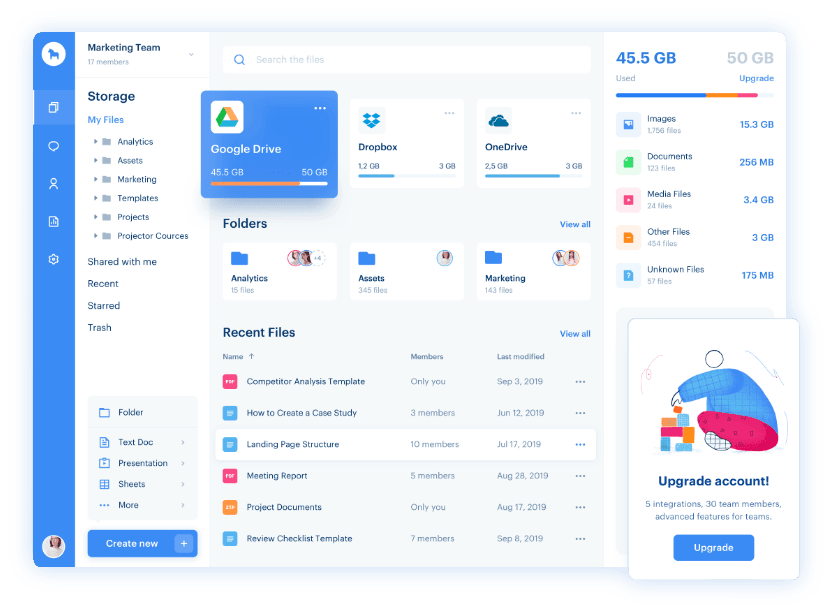 Marketing Team
17 members
Storage
My Files
Analytics
Assets
Marketing
Templates
Projects
Projector Cources
Shared with me
Recent
Starred
Trash
Folder
Text Doc
Presentation
Sheets
More
Create new +
Search the files
Google Drive
45.5 GB 50 GB
Dropbox
1,2 GB 3 GB
OneDrive
2,5 GB 3 GB
Folders View all
Analytics
15 files
+4
Assets
345 files
Marketing
143 files
Recent Files View all
Name ↑ Members Last modified
PDF Competitor Analysis Template Only you Sep 3, 2019
How to Create a Case Study 3 members Jun 12, 2019
Landing Page Structure 10 members Jul 17, 2019
PDF Meeting Report 5 members Aug 28, 2019
ZIP Project Documents Only you Aug 17, 2019
Review Checklist Template 7 members Sep 8, 2019
45.5 GB 50 GB
Used Upgrade
Images
1,756 files
15.3 GB
Documents
123 files
256 MB
Media Files
24 files
3.4 GB
Other Files
454 files
3 GB
Unknown Files
57 files
175 MB
Upgrade account!
5 integrations, 30 team members,
advanced features for teams.
Upgrade